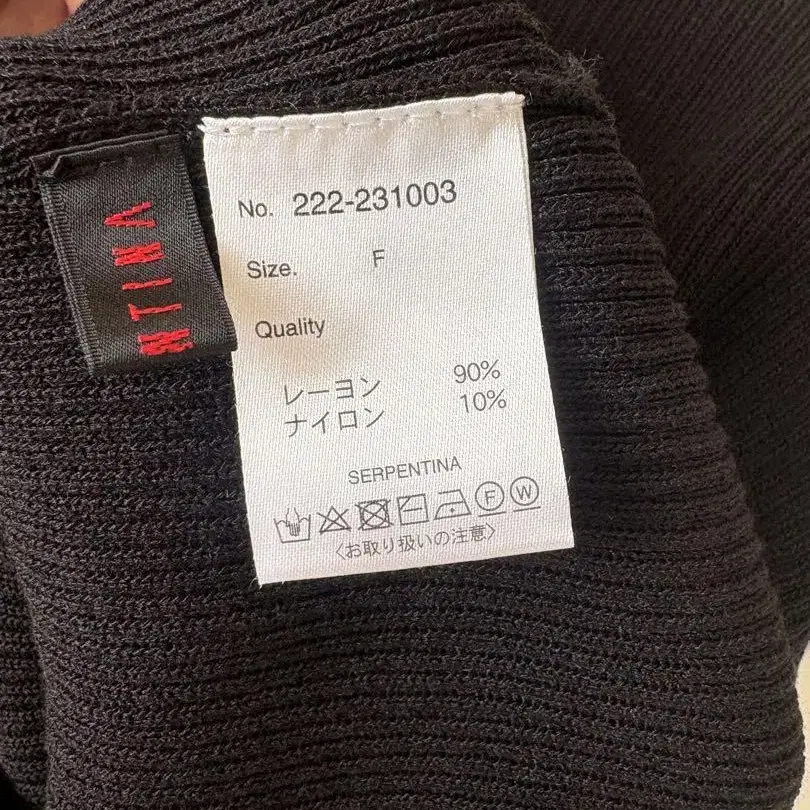 No. 222-231003
Size. F
Quality
レーヨン 90%
ナイロン 10%
SERPENTINA
F W
〈お取り扱いの注意〉